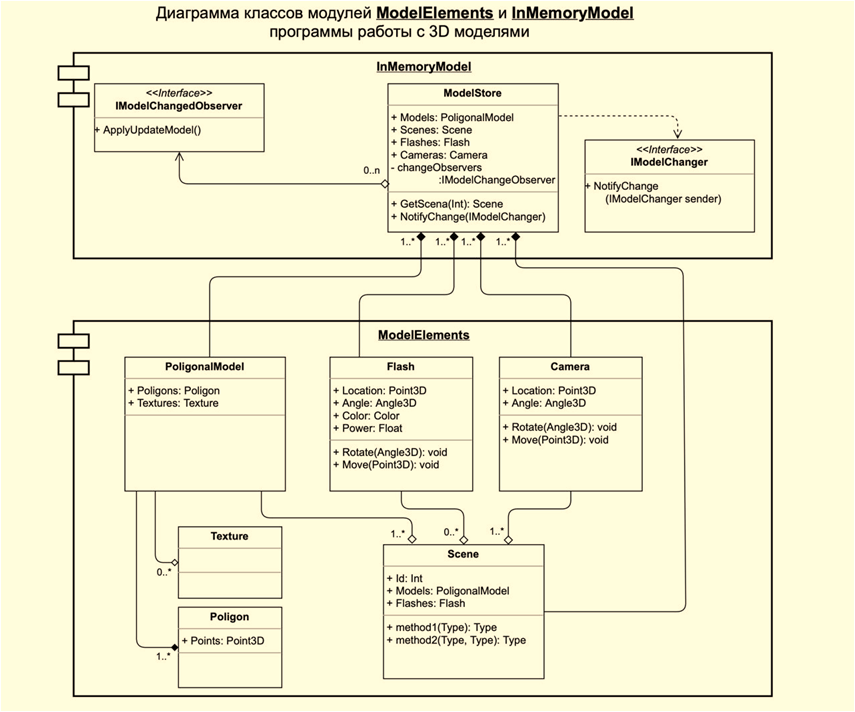 Диаграмма классов модулей ModelElements и InMemoryModel
программы работы с 3D моделями
InMemoryModel
<<Interface>>
IModelChangedObserver
+ ApplyUpdateModel()
ModelStore
+ Models: PoligonalModel
+ Scenes: Scene
+ Flashes: Flash
+ Cameras: Camera
- changeObservers
:IModelChangeObserver
+ GetScena(Int): Scene
+ NotifyChange(IModelChanger)
<<Interface>>
IModelChanger
+ NotifyChange
(IModelChanger sender)
0..n
1..*
1..*
1..*
1..*
ModelElements
PoligonalModel
+ Poligons: Poligon
+ Textures: Texture
Flash
+ Location: Point3D
+ Angle: Angle3D
+ Color: Color
+ Power: Float
+ Rotate(Angle3D): void
+ Move(Point3D): void
Camera
+ Location: Point3D
+ Angle: Angle3D
+ Rotate(Angle3D): void
+ Move(Point3D): void
Texture
0..*
Poligon
+ Points: Point3D
1..*
1..*
0..*
1..*
Scene
+ Id: Int
+ Models: PoligonalModel
+ Flashes: Flash
+ method1(Type): Type
+ method2(Type, Type): Type